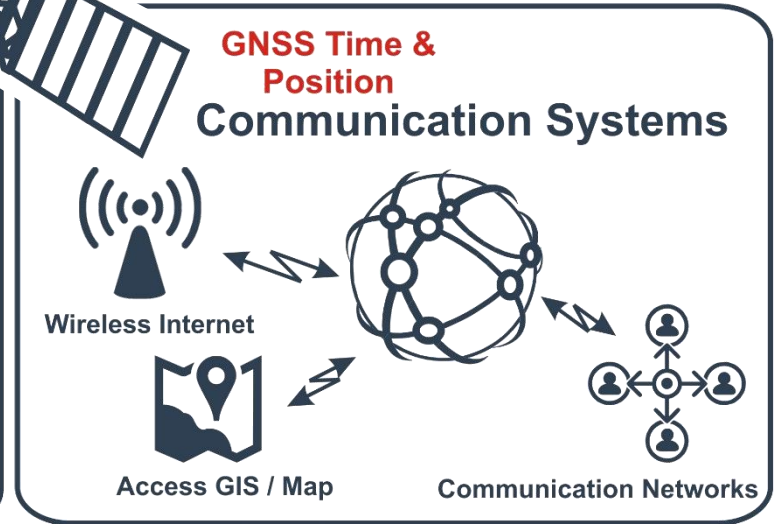 GNSS Time &
Position
Communication Systems
Wireless Internet
Access GIS / Map
Communication Networks